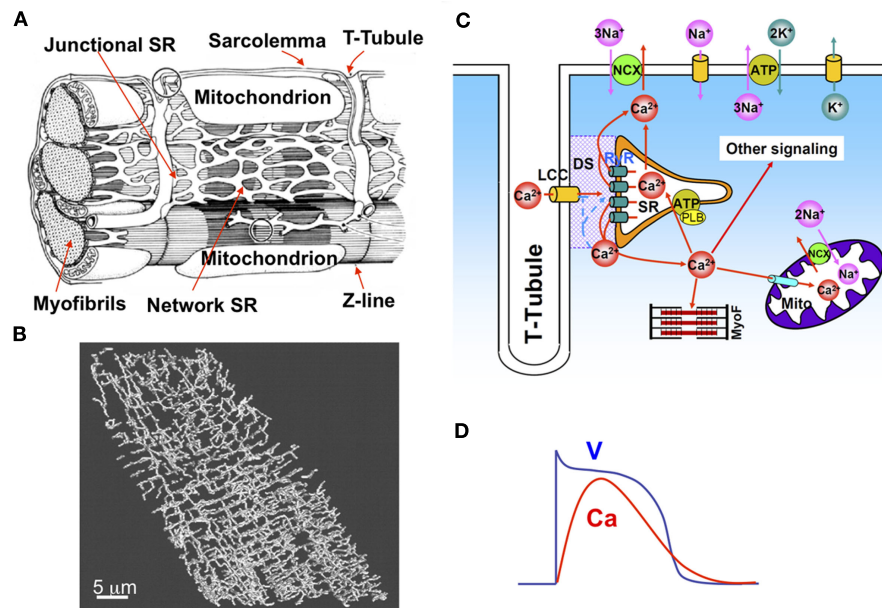 A
Junctional SR
Sarcolemma
T-Tubule
Mitochondrion
Mitochondrion
Myofibrils
Network SR
Z-line
B
5 μm
C
3Na⁺
Na⁺
2K⁺
NCX
ATP
Ca²⁺
3Na⁺
K⁺
DS
RyR
Other signaling
LCC
Ca²⁺
Ca²⁺
SR
ATP
PLB
2Na⁺
Ca²⁺
Ca²⁺
NCX
Na⁺
Mito
Ca²⁺
T-Tubule
MyoF
D
V
Ca